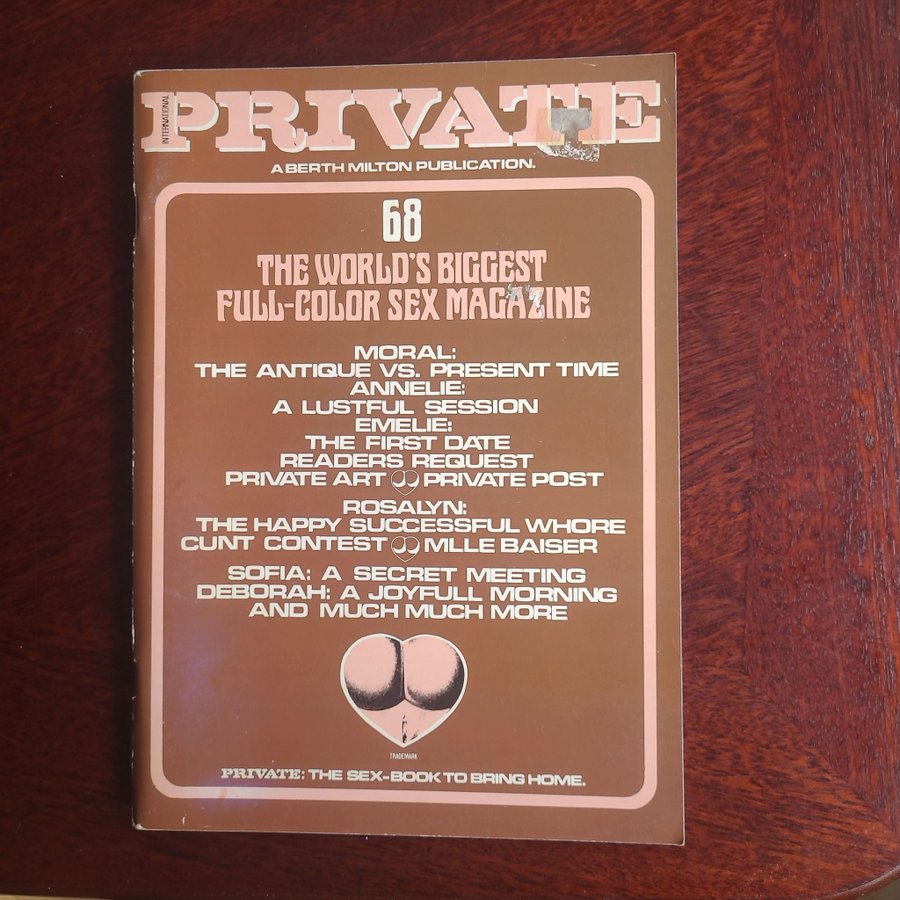 INTERNATIONAL
PRIVATE
A BERTH MILTON PUBLICATION.
68
THE WORLD'S BIGGEST
FULL-COLOR SEX MAGAZINE
MORAL:
THE ANTIQUE VS. PRESENT TIME
ANNELIE:
A LUSTFUL SESSION
EMELIE:
THE FIRST DATE
READERS REQUEST
PRIVATE ART PRIVATE POST
ROSALYN:
THE HAPPY SUCCESSFUL WHORE
CUNT CONTEST MLLE BAISER
SOFIA: A SECRET MEETING
DEBORAH: A JOYFULL MORNING
AND MUCH MUCH MORE
TRADEMARK
PRIVATE: THE SEX-BOOK TO BRING HOME.